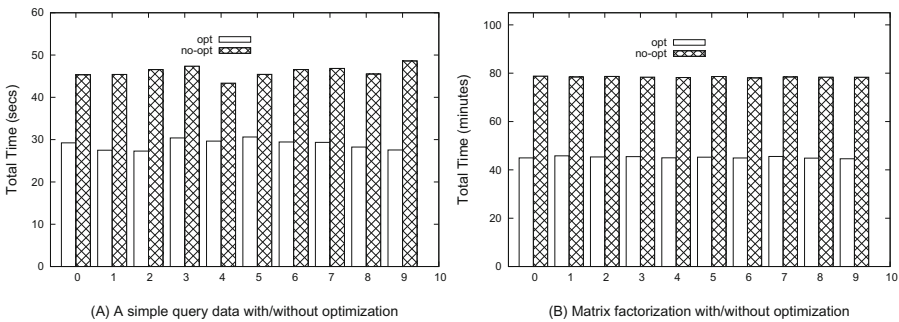 60
50
40
30
20
10
0
Total Time (secs)
opt
no-opt
0 1 2 3 4 5 6 7 8 9 10
(A) A simple query data with/without optimization
100
80
60
40
20
0
Total Time (minutes)
opt
no-opt
0 1 2 3 4 5 6 7 8 9 10
(B) Matrix factorization with/without optimization